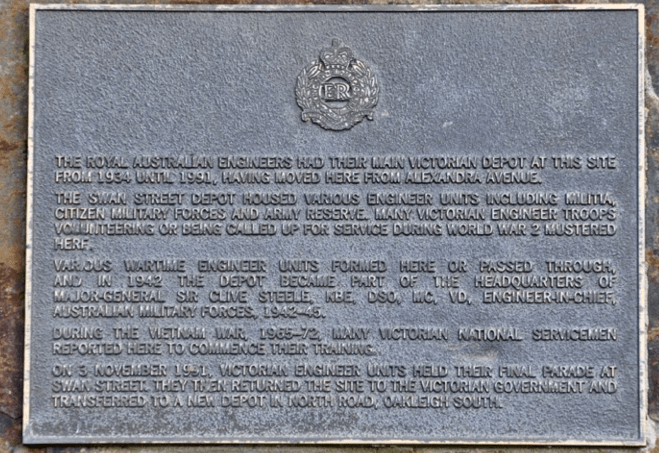 ER
THE ROYAL AUSTRALIAN ENGINEERS HAD THEIR MAIN VICTORIAN DEPOT AT THIS SITE
FROM 1934 UNTIL 1991, HAVING MOVED HERE FROM ALEXANDRA AVENUE.
THE SWAN STREET DEPOT HOUSED VARIOUS ENGINEER UNITS INCLUDING MILITIA,
CITIZEN MILITARY FORCES AND ARMY RESERVE. MANY VICTORIAN ENGINEER TROOPS
VOLUNTEERING OR BEING CALLED UP FOR SERVICE DURING WORLD WAR 2 MUSTERED
HERE.
VARIOUS WARTIME ENGINEER UNITS FORMED HERE OR PASSED THROUGH,
AND IN 1942 THE DEPOT BECAME PART OF THE HEADQUARTERS OF
MAJOR-GENERAL SIR CLIVE STEELE, KBE, DSO, MC, VD, ENGINEER-IN-CHIEF,
AUSTRALIAN MILITARY FORCES, 1942-45.
DURING THE VIETNAM WAR, 1965-72, MANY VICTORIAN NATIONAL SERVICEMEN
REPORTED HERE TO COMMENCE THEIR TRAINING.
ON 3 NOVEMBER 1991, VICTORIAN ENGINEER UNITS HELD THEIR FINAL PARADE AT
SWAN STREET. THEY THEN RETURNED THE SITE TO THE VICTORIAN GOVERNMENT AND
TRANSFERRED TO A NEW DEPOT IN NORTH ROAD, OAKLEIGH SOUTH.